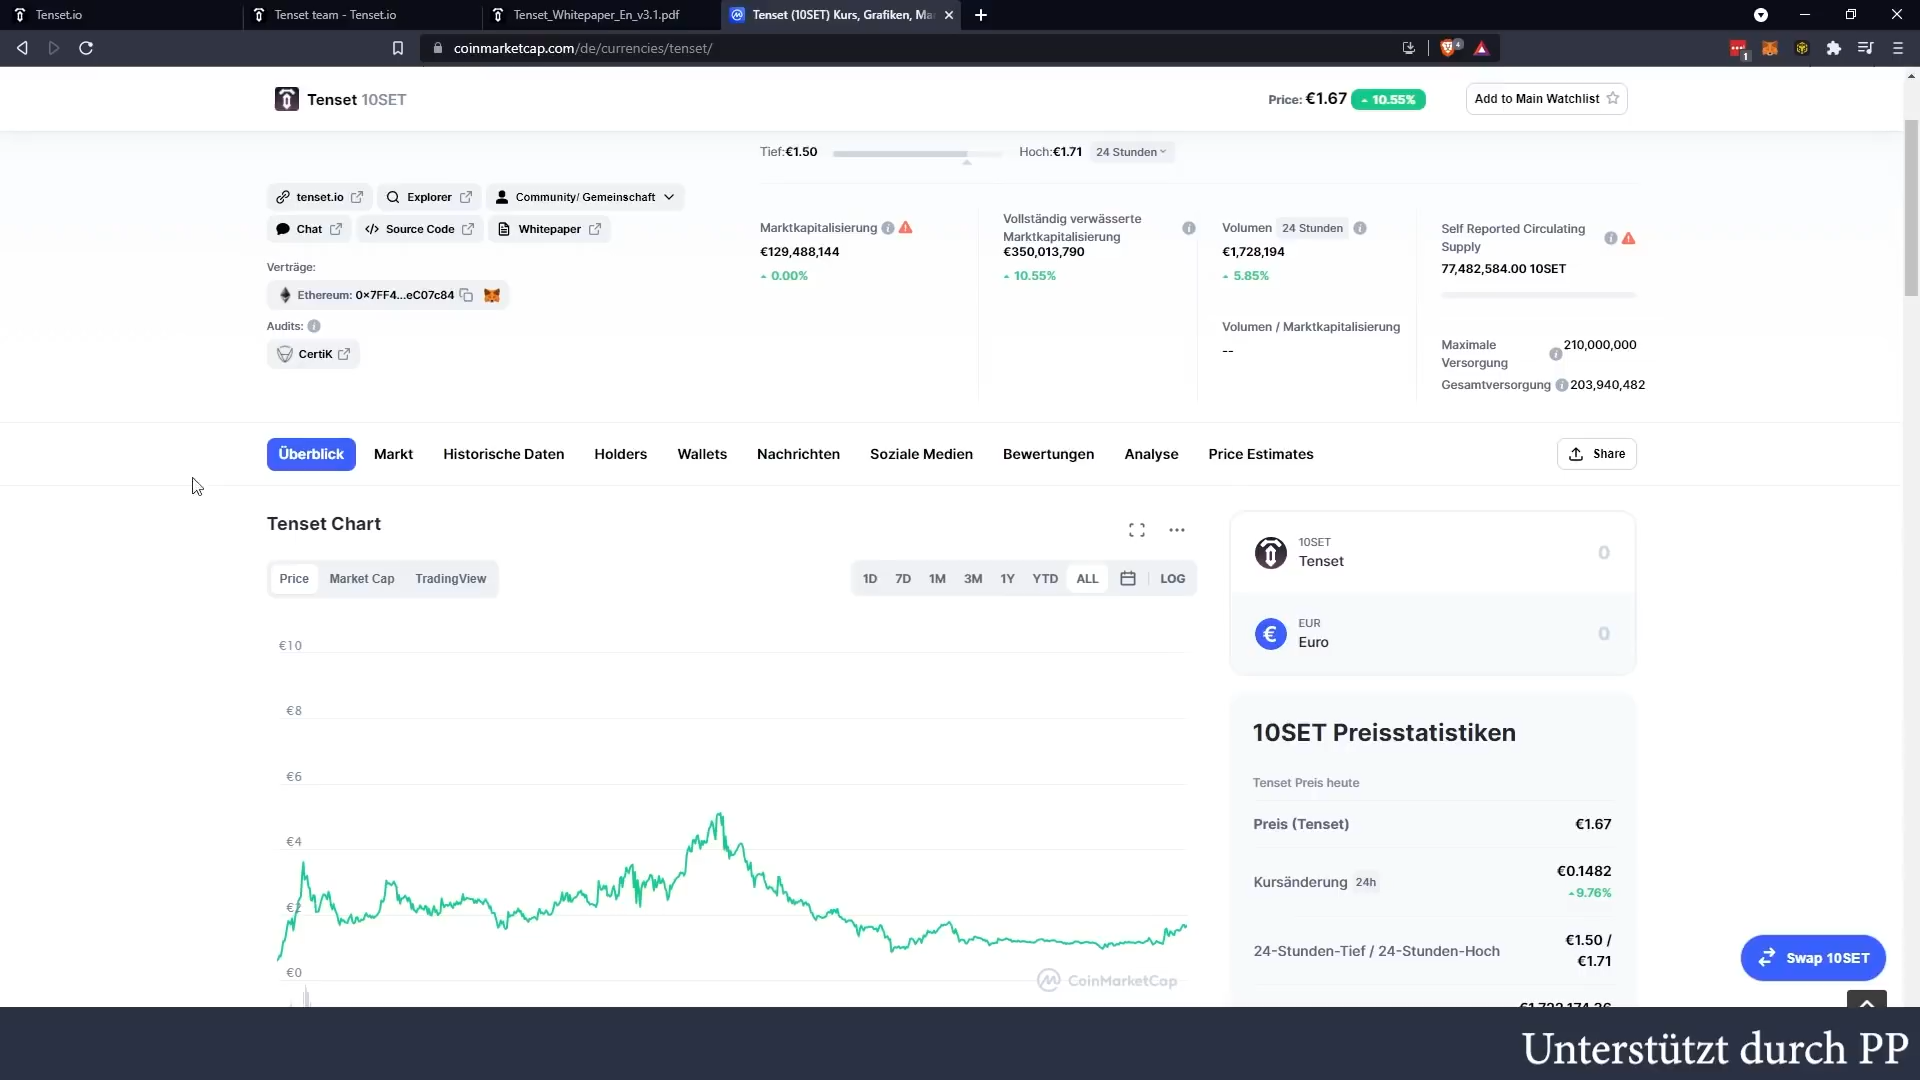 Tenset.io
Tenset team - Tenset.io
Tenset_Whitepaper_En_v3.1.pdf
Tenset (10SET) Kurs, Grafiken, Ma
coinmarketcap.com/de/currencies/tenset/
4
1
Tenset 10SET
Price: €1.67 10.55%
Add to Main Watchlist
Tief:€1.50
Hoch:€1.71
24 Stunden
tenset.io
Explorer
Community/ Gemeinschaft
Chat
Source Code
Whitepaper
Verträge:
Ethereum: 0x7FF4...eC07c84
Audits:
CertiK
Marktkapitalisierung
€129,488,144
0.00%
Vollständig verwässerte
Marktkapitalisierung
€350,013,790
10.55%
Volumen 24 Stunden
€1,728,194
5.85%
Volumen / Marktkapitalisierung
--
Self Reported Circulating
Supply
77,482,584.00 10SET
Maximale
Versorgung
210,000,000
Gesamtversorgung
203,940,482
Überblick
Markt
Historische Daten
Holders
Wallets
Nachrichten
Soziale Medien
Bewertungen
Analyse
Price Estimates
Share
Tenset Chart
Price
Market Cap
TradingView
1D
7D
1M
3M
1Y
YTD
ALL
LOG
€10
€8
€6
€4
€2
€0
CoinMarketCap
10SET
Tenset
0
EUR
Euro
0
10SET Preisstatistiken
Tenset Preis heute
Preis (Tenset)
€1.67
Kursänderung 24h
€0.1482
9.76%
24-Stunden-Tief / 24-Stunden-Hoch
€1.50 /
€1.71
Swap 10SET
Unterstützt durch PP